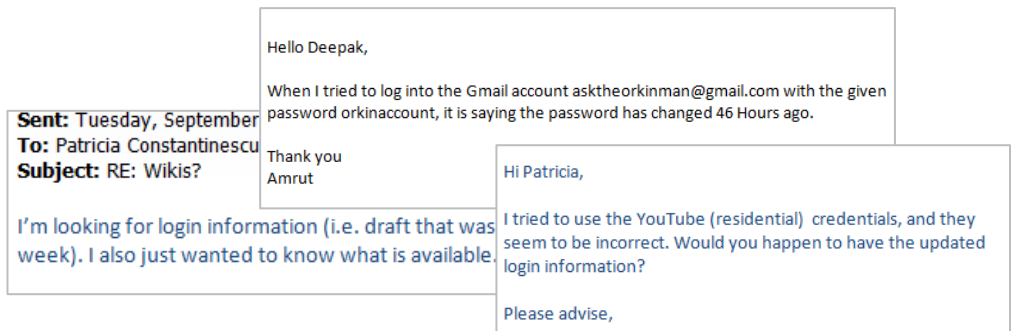 Hello Deepak,
When I tried to log into the Gmail account asktheorkinman@gmail.com with the given
password orkinaccount, it is saying the password has changed 46 Hours ago.
Thank you
Amrut
Sent: Tuesday, September
To: Patricia Constantinescu
Subject: RE: Wikis?
I'm looking for login information (i.e. draft that was
week). I also just wanted to know what is available.
Hi Patricia,
I tried to use the YouTube (residential) credentials, and they
seem to be incorrect. Would you happen to have the updated
login information?
Please advise,